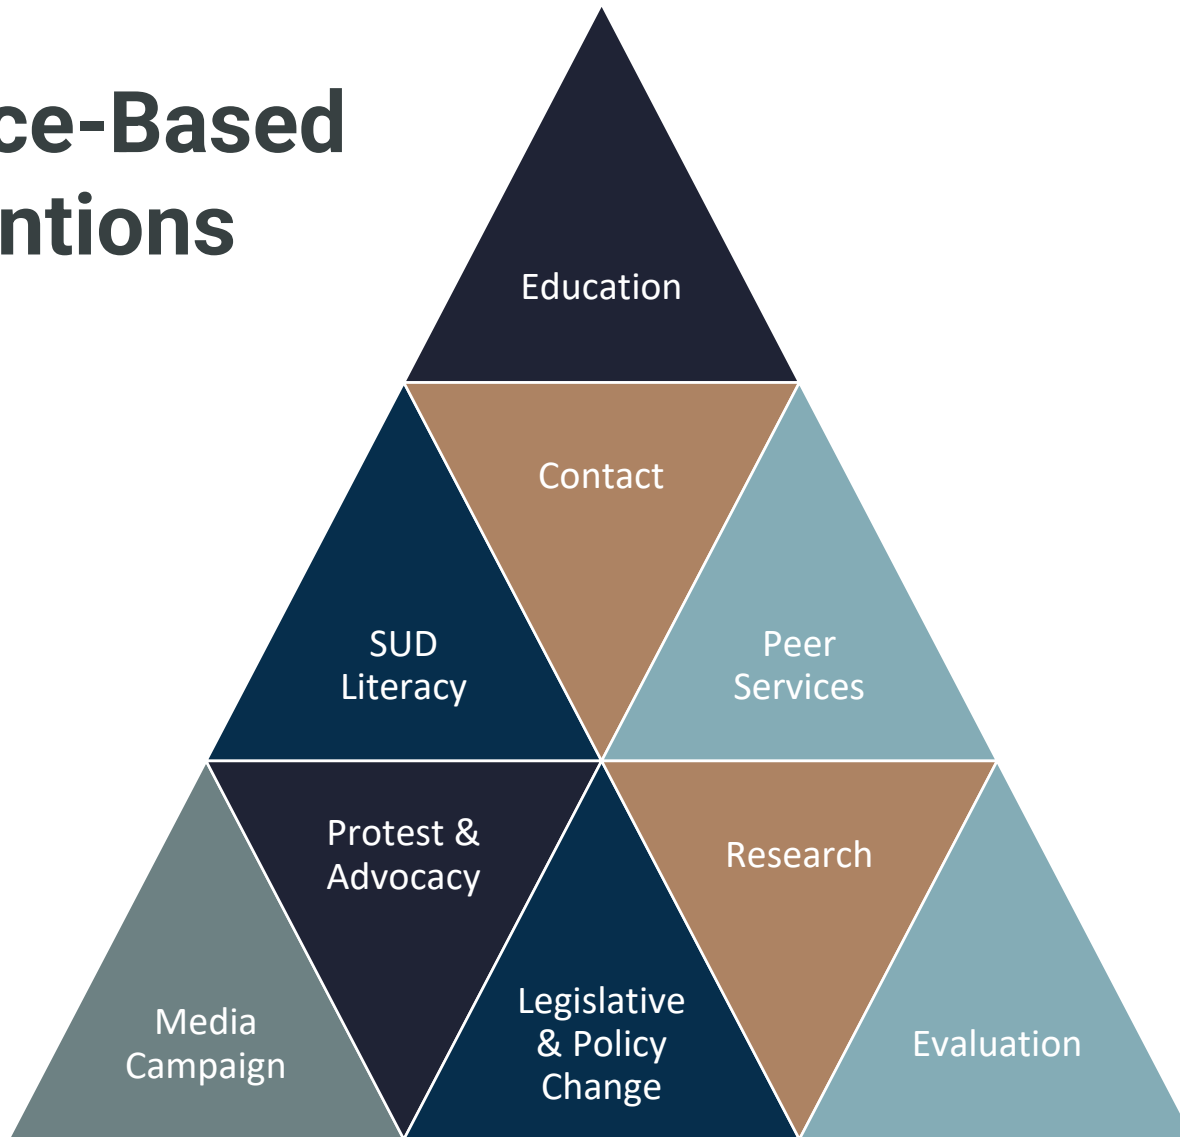 ce-Based
ntions
Education
Contact
SUD
Literacy
Peer
Services
Protest &
Advocacy
Research
Media
Campaign
Legislative
& Policy
Change
Evaluation